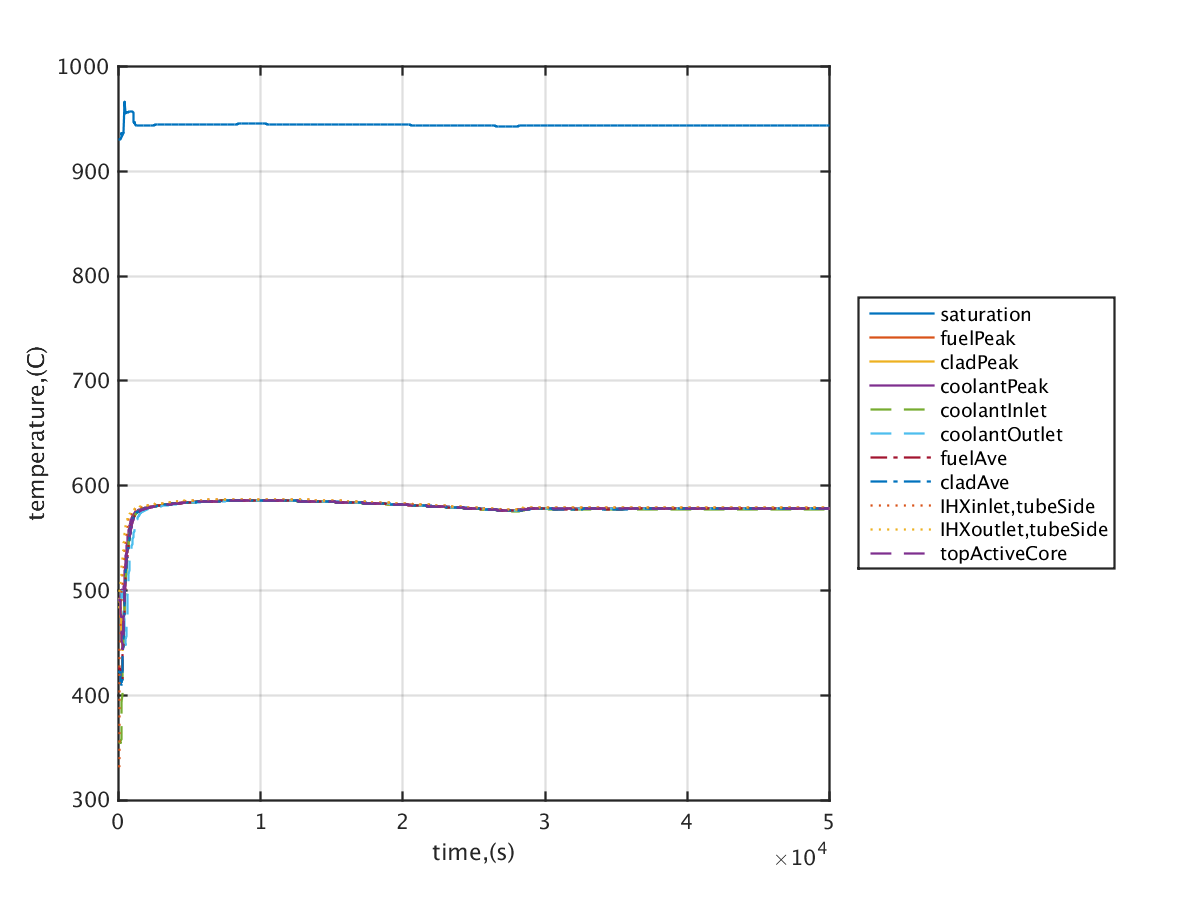 1000
900
800
700
600
500
400
300
temperature,(C)
0 1 2 3 4 5
×10^4
time,(s)
saturation
fuelPeak
cladPeak
coolantPeak
coolantInlet
coolantOutlet
fuelAve
cladAve
IHXinlet,tubeSide
IHXoutlet,tubeSide
topActiveCore